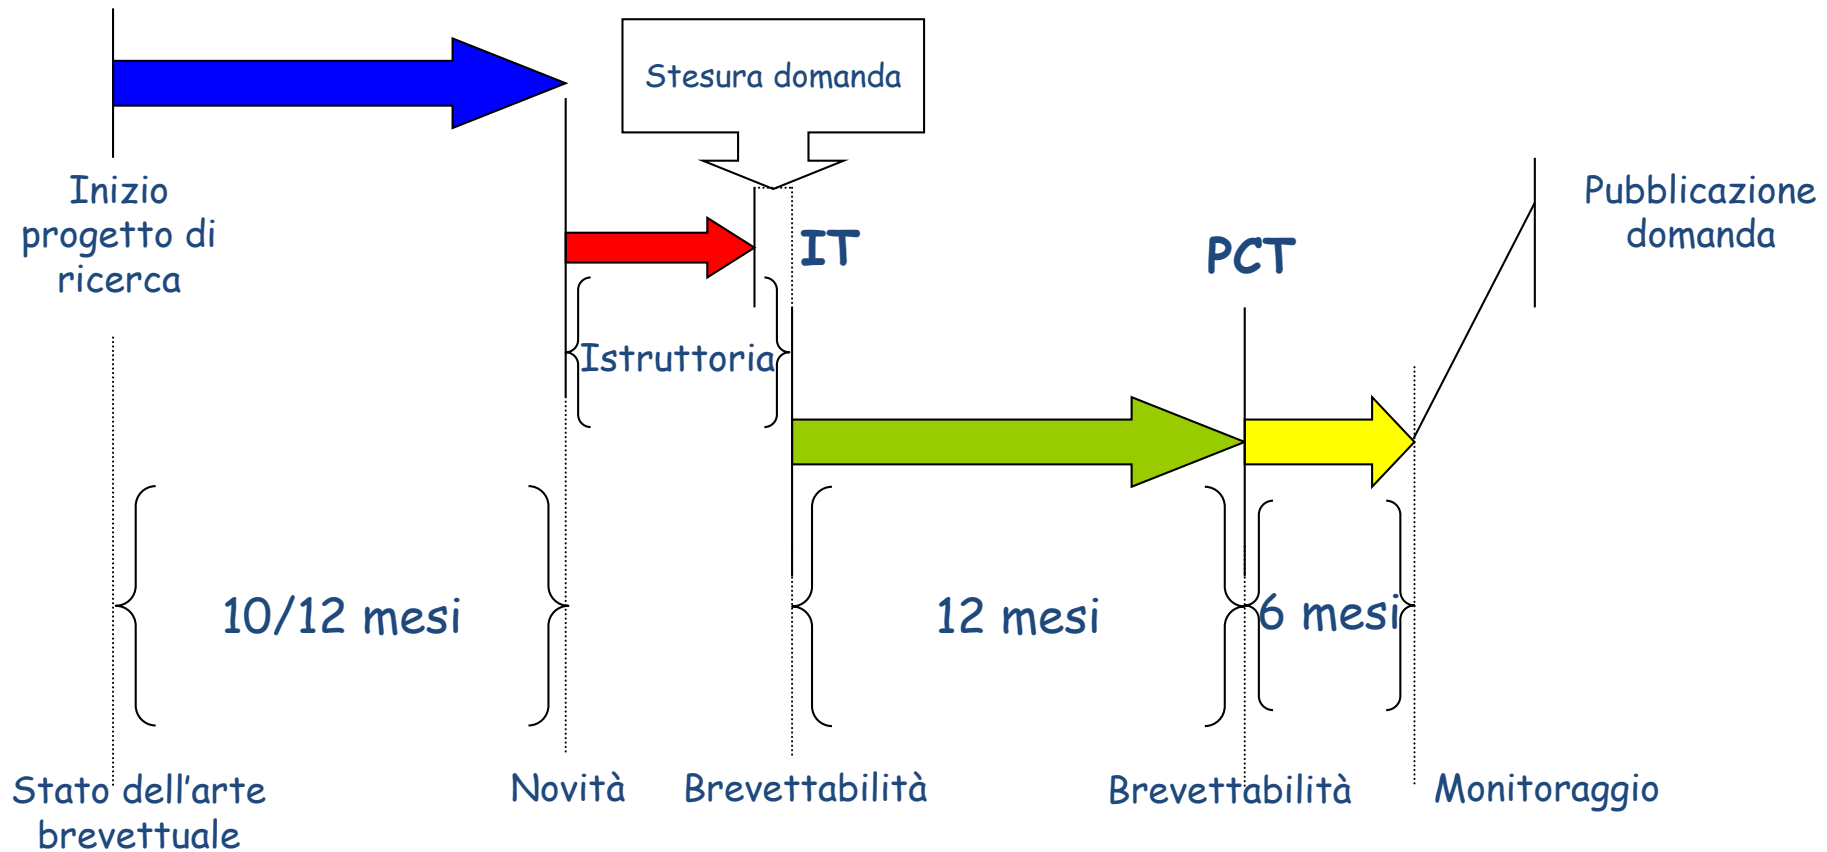 Stesura domanda
Inizio
progetto di
ricerca
IT
PCT
Pubblicazione
domanda
Istruttoria
10/12 mesi
12 mesi
6 mesi
Stato dell’arte
brevettuale
Novità
Brevettabilità
Brevettabilità
Monitoraggio